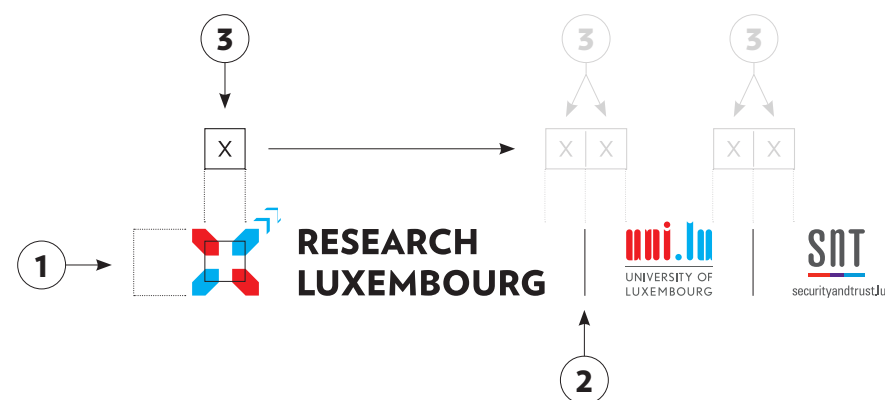 3 3 3
X X X X X
1
RESEARCH
LUXEMBOURG
uni.lu
UNIVERSITY OF
LUXEMBOURG
SNT
securityandtrust.lu
2